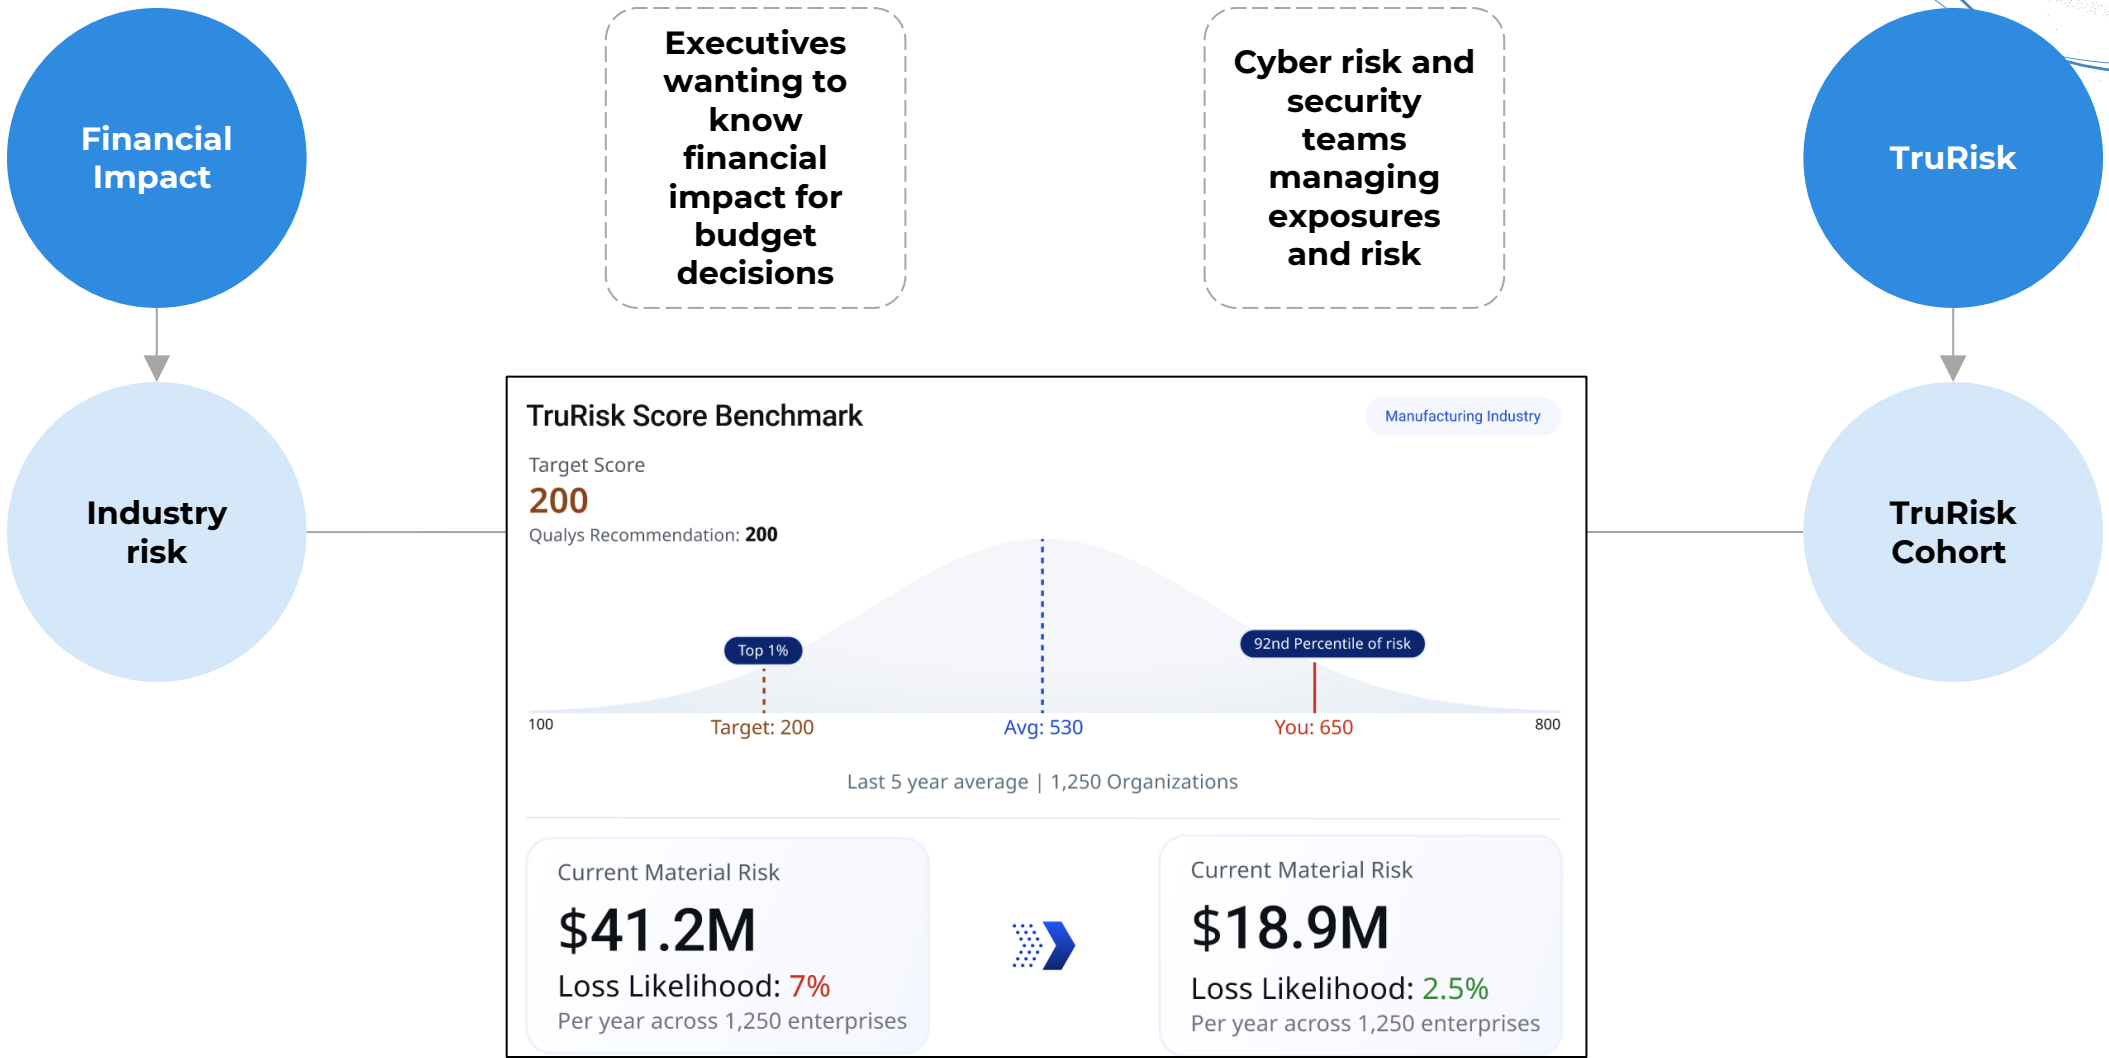 Financial
Impact
Executives
wanting to
know
financial
impact for
budget
decisions
Cyber risk and
security
teams
managing
exposures
and risk
TruRisk
Industry
risk
TruRisk Score Benchmark
Manufacturing Industry
Target Score
200
Qualys Recommendation: 200
Top 1%
92nd Percentile of risk
100
Target: 200
Avg: 530
You: 650
800
Last 5 year average | 1,250 Organizations
Current Material Risk
$41.2M
Loss Likelihood: 7%
Per year across 1,250 enterprises
Current Material Risk
$18.9M
Loss Likelihood: 2.5%
Per year across 1,250 enterprises
TruRisk
Cohort